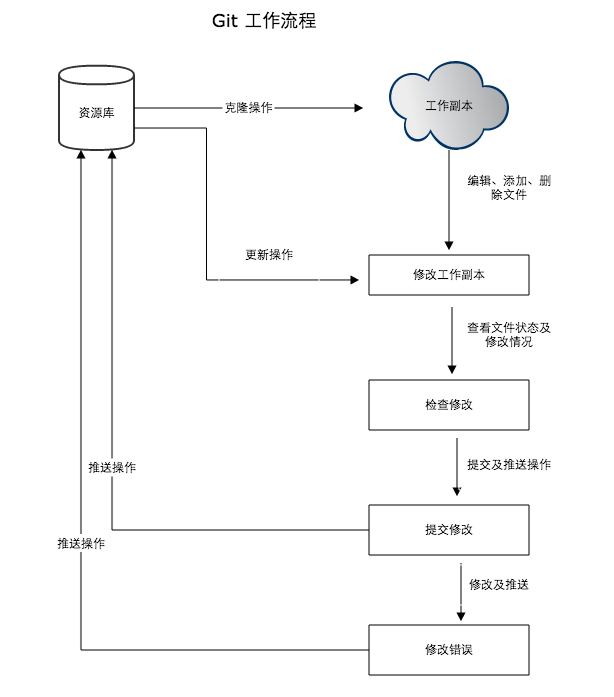 Git 工作流程
资源库
克隆操作
工作副本
编辑、添加、删
除文件
更新操作
修改工作副本
查看文件状态及
修改情况
检查修改
推送操作
提交及推送操作
提交修改
推送操作
修改及推送
修改错误